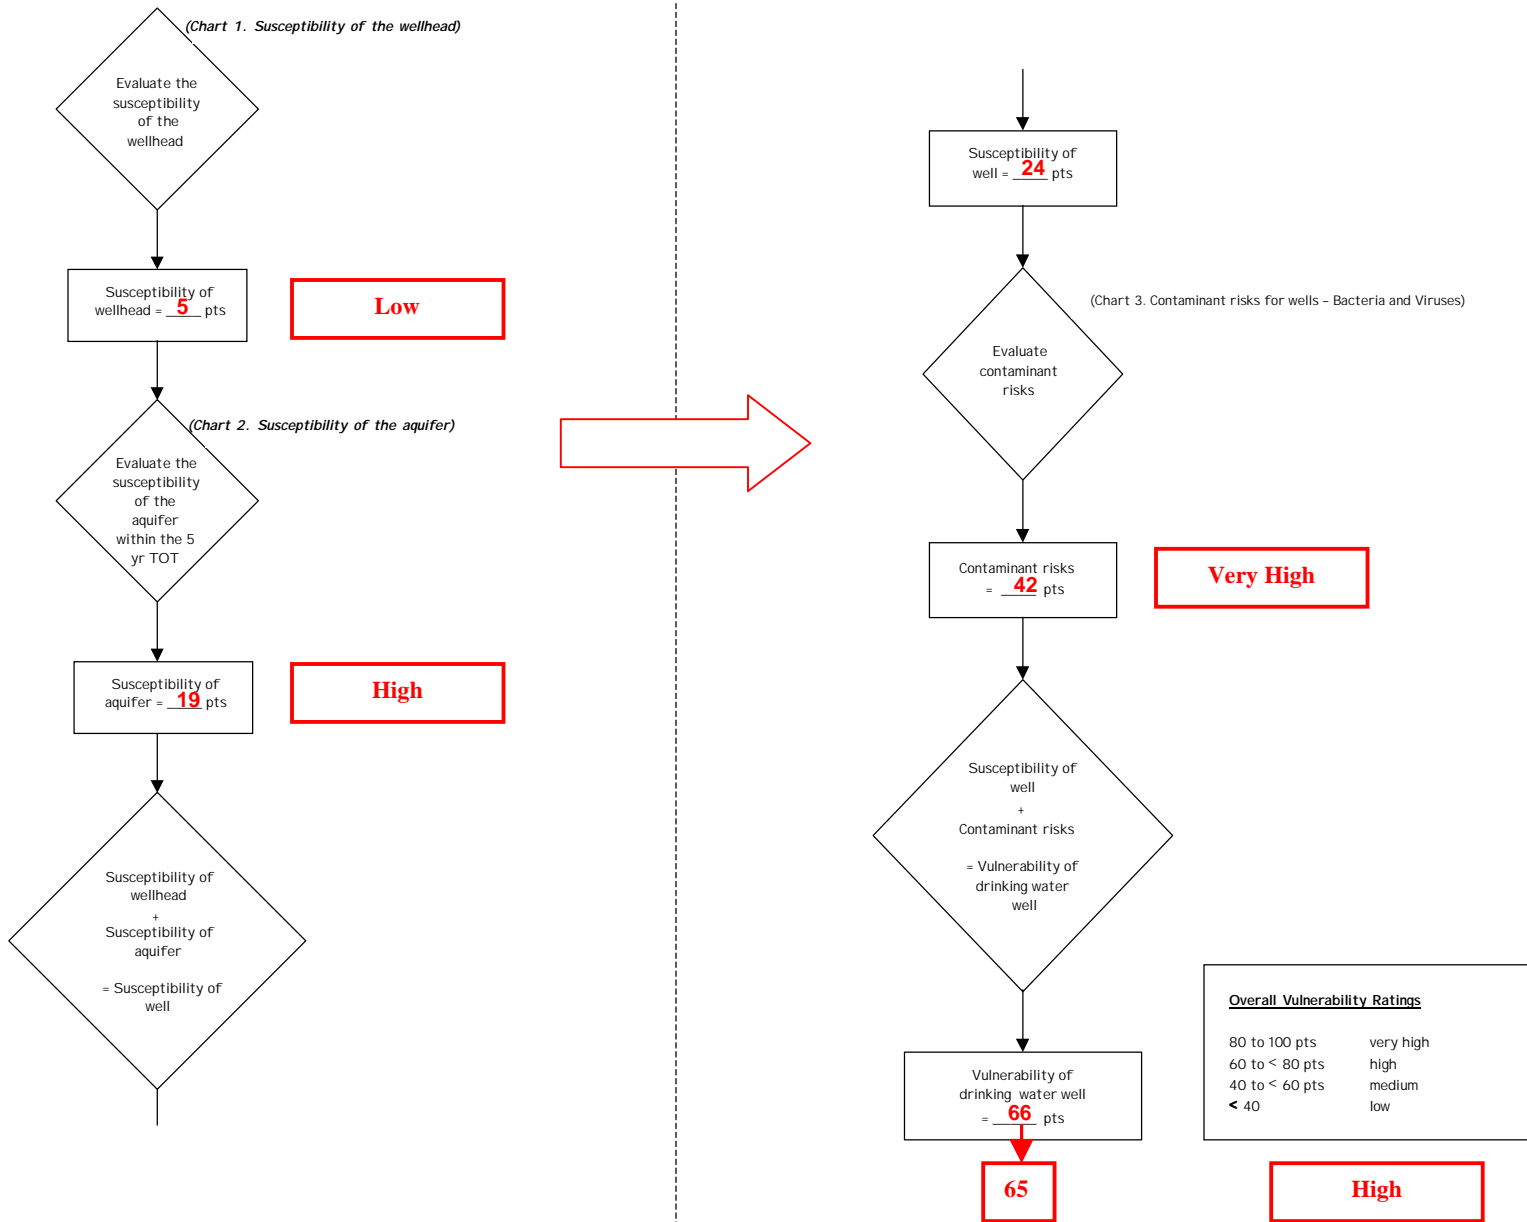 (Chart 1. Susceptibility of the wellhead)
Evaluate the
susceptibility
of the
wellhead
Susceptibility of
wellhead = 5 pts
Low
(Chart 2. Susceptibility of the aquifer)
Evaluate the
susceptibility
of the
aquifer
within the 5
yr TOT
Susceptibility of
aquifer = 19 pts
High
Susceptibility of
wellhead
+
Susceptibility of
aquifer
= Susceptibility of
well
Susceptibility of
well = 24 pts
(Chart 3. Contaminant risks for wells – Bacteria and Viruses)
Evaluate
contaminant
risks
Contaminant risks
= 42 pts
Very High
Susceptibility of
well
+
Contaminant risks
= Vulnerability of
drinking water
well
Vulnerability of
drinking water well
= 66 pts
65
Overall Vulnerability Ratings
80 to 100 pts very high
60 to < 80 pts high
40 to < 60 pts medium
< 40 low
High